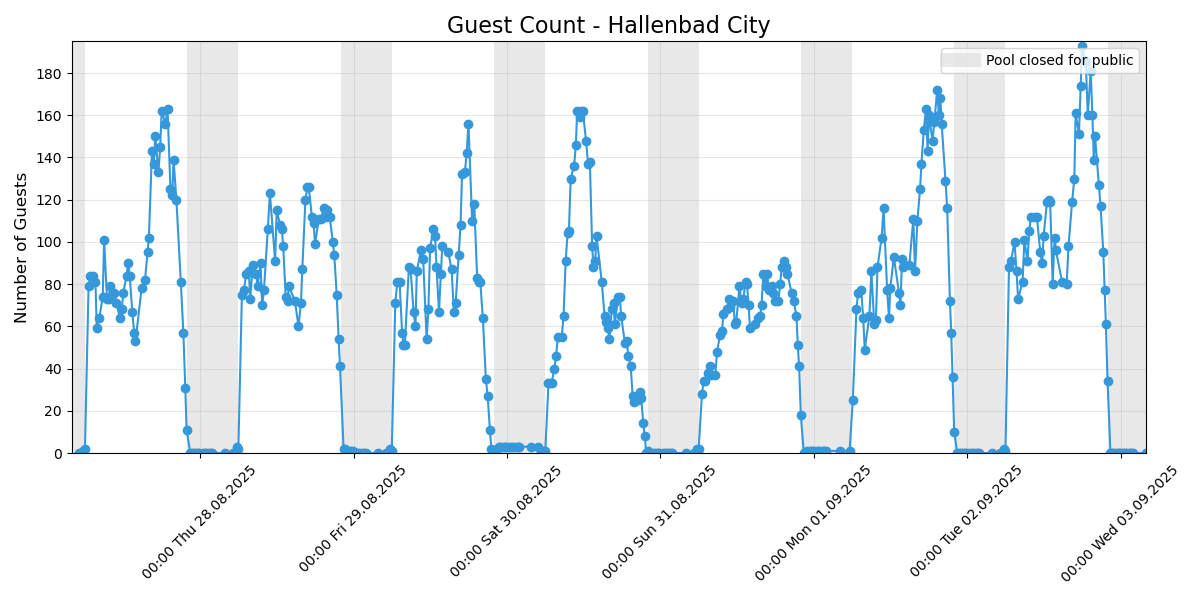 Guest Count - Hallenbad City
Pool closed for public
Number of Guests
180
160
140
120
100
80
60
40
20
0
00:00 Thu 28.08.2025
00:00 Fri 29.08.2025
00:00 Sat 30.08.2025
00:00 Sun 31.08.2025
00:00 Mon 01.09.2025
00:00 Tue 02.09.2025
00:00 Wed 03.09.2025